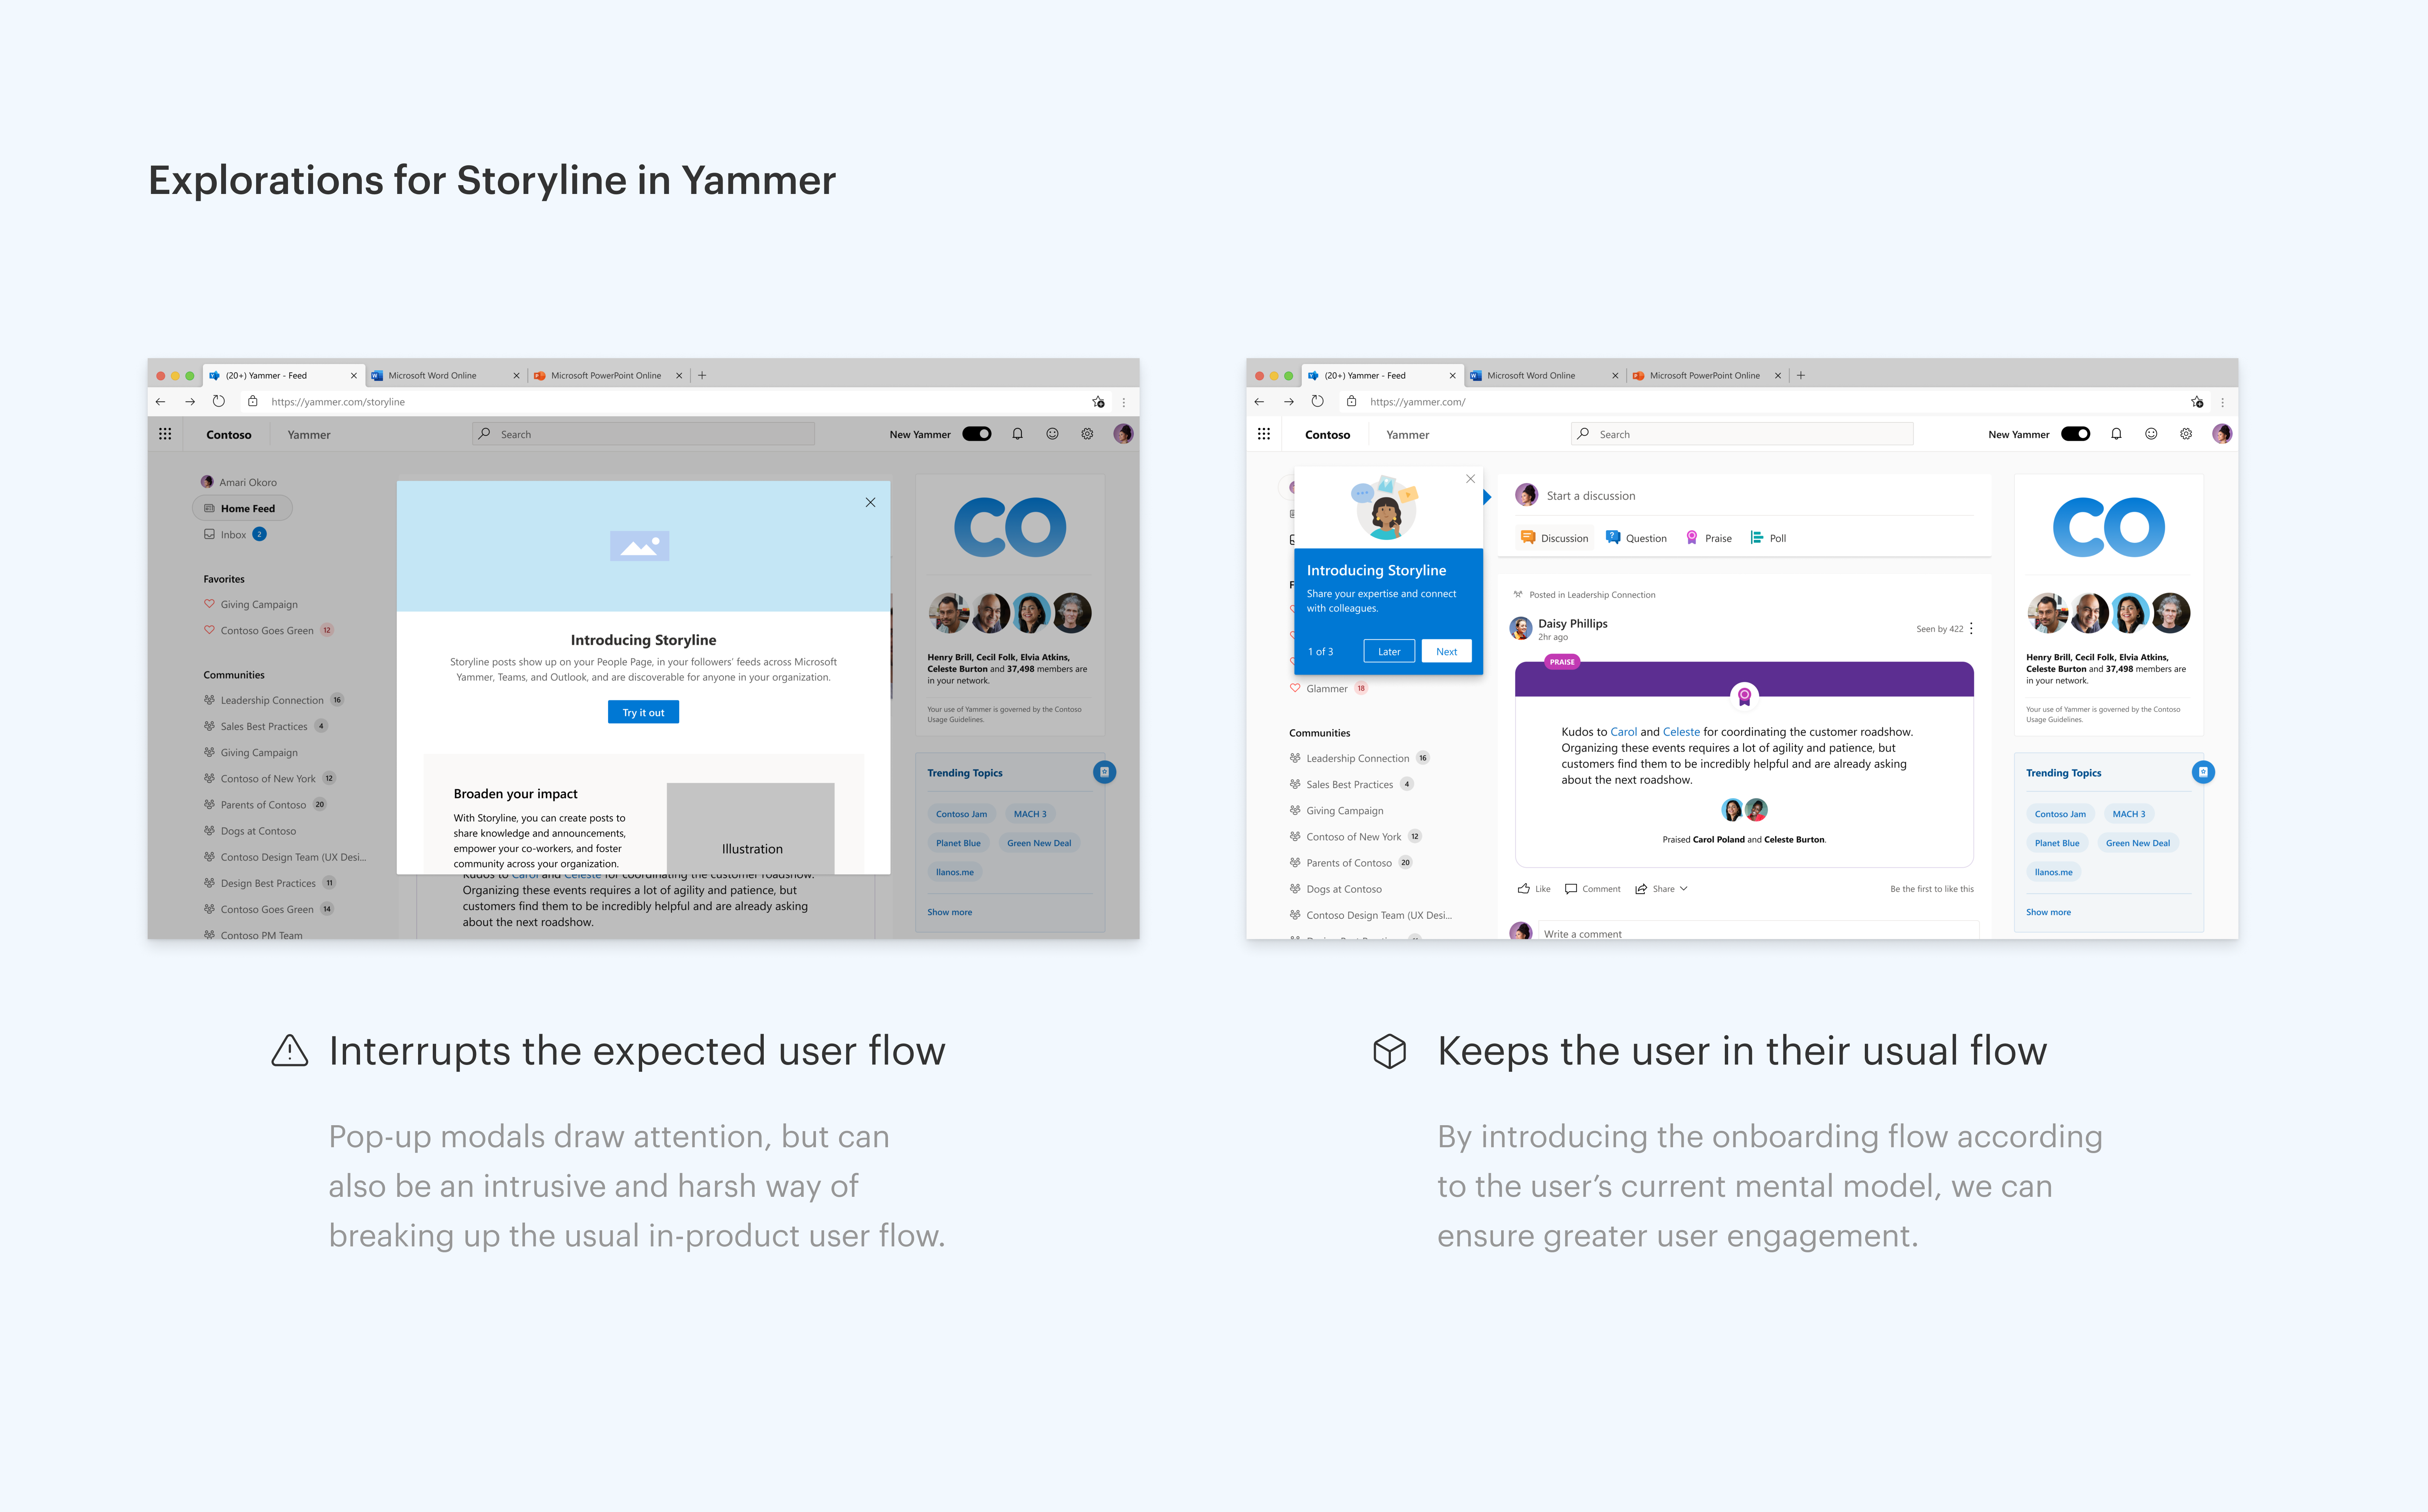 Explorations for Storyline in Yammer
(20+) Yammer - Feed
Microsoft Word Online
Microsoft PowerPoint Online
https://yammer.com/storyline
Contoso
Yammer
Search
New Yammer
Amari Okoro
Home Feed
Inbox 2
Favorites
Giving Campaign
Contoso Goes Green 12
Communities
Leadership Connection 16
Sales Best Practices 4
Giving Campaign
Contoso of New York 12
Parents of Contoso 20
Dogs at Contoso
Contoso Design Team (UX Desi...
Design Best Practices 11
Contoso Goes Green 14
Contoso PM Team
Introducing Storyline
Storyline posts show up on your People Page, in your followers' feeds across Microsoft
Yammer, Teams, and Outlook, and are discoverable for anyone in your organization.
Try it out
Broaden your impact
With Storyline, you can create posts to
share knowledge and announcements,
empower your co-workers, and foster
community across your organization.
Illustration
Kudos to Carol and Celeste for coordinating the customer roadshow.
Organizing these events requires a lot of agility and patience, but
customers find them to be incredibly helpful and are already asking
about the next roadshow.
CO
Henry Brill, Cecil Folk, Elvia Atkins,
Celeste Burton and 37,498 members are
in your network.
Your use of Yammer is governed by the Contoso
Usage Guidelines.
Trending Topics
Contoso Jam
MACH 3
Planet Blue
Green New Deal
llanos.me
Show more
(20+) Yammer - Feed
Microsoft Word Online
Microsoft PowerPoint Online
https://yammer.com/
Contoso
Yammer
Search
New Yammer
Introducing Storyline
Share your expertise and connect
with colleagues.
1 of 3
Later
Next
Glammer 18
Communities
Leadership Connection 16
Sales Best Practices 4
Giving Campaign
Contoso of New York 12
Parents of Contoso 20
Dogs at Contoso
Contoso Design Team (UX Desi...
Start a discussion
Discussion
Question
Praise
Poll
Posted in Leadership Connection
Daisy Phillips
2hr ago
Seen by 422
PRAISE
Kudos to Carol and Celeste for coordinating the customer roadshow.
Organizing these events requires a lot of agility and patience, but
customers find them to be incredibly helpful and are already asking
about the next roadshow.
Praised Carol Poland and Celeste Burton.
Like
Comment
Share
Be the first to like this
Write a comment
CO
Henry Brill, Cecil Folk, Elvia Atkins,
Celeste Burton and 37,498 members are
in your network.
Your use of Yammer is governed by the Contoso
Usage Guidelines.
Trending Topics
Contoso Jam
MACH 3
Planet Blue
Green New Deal
llanos.me
Show more
Interrupts the expected user flow
Pop-up modals draw attention, but can
also be an intrusive and harsh way of
breaking up the usual in-product user flow.
Keeps the user in their usual flow
By introducing the onboarding flow according
to the user's current mental model, we can
ensure greater user engagement.